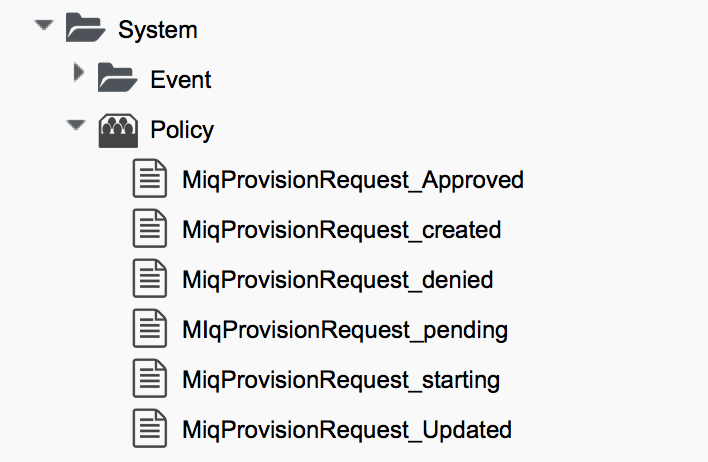 System
Event
Policy
MiqProvisionRequest_Approved
MiqProvisionRequest_created
MiqProvisionRequest_denied
MIqProvisionRequest_pending
MiqProvisionRequest_starting
MiqProvisionRequest_Updated